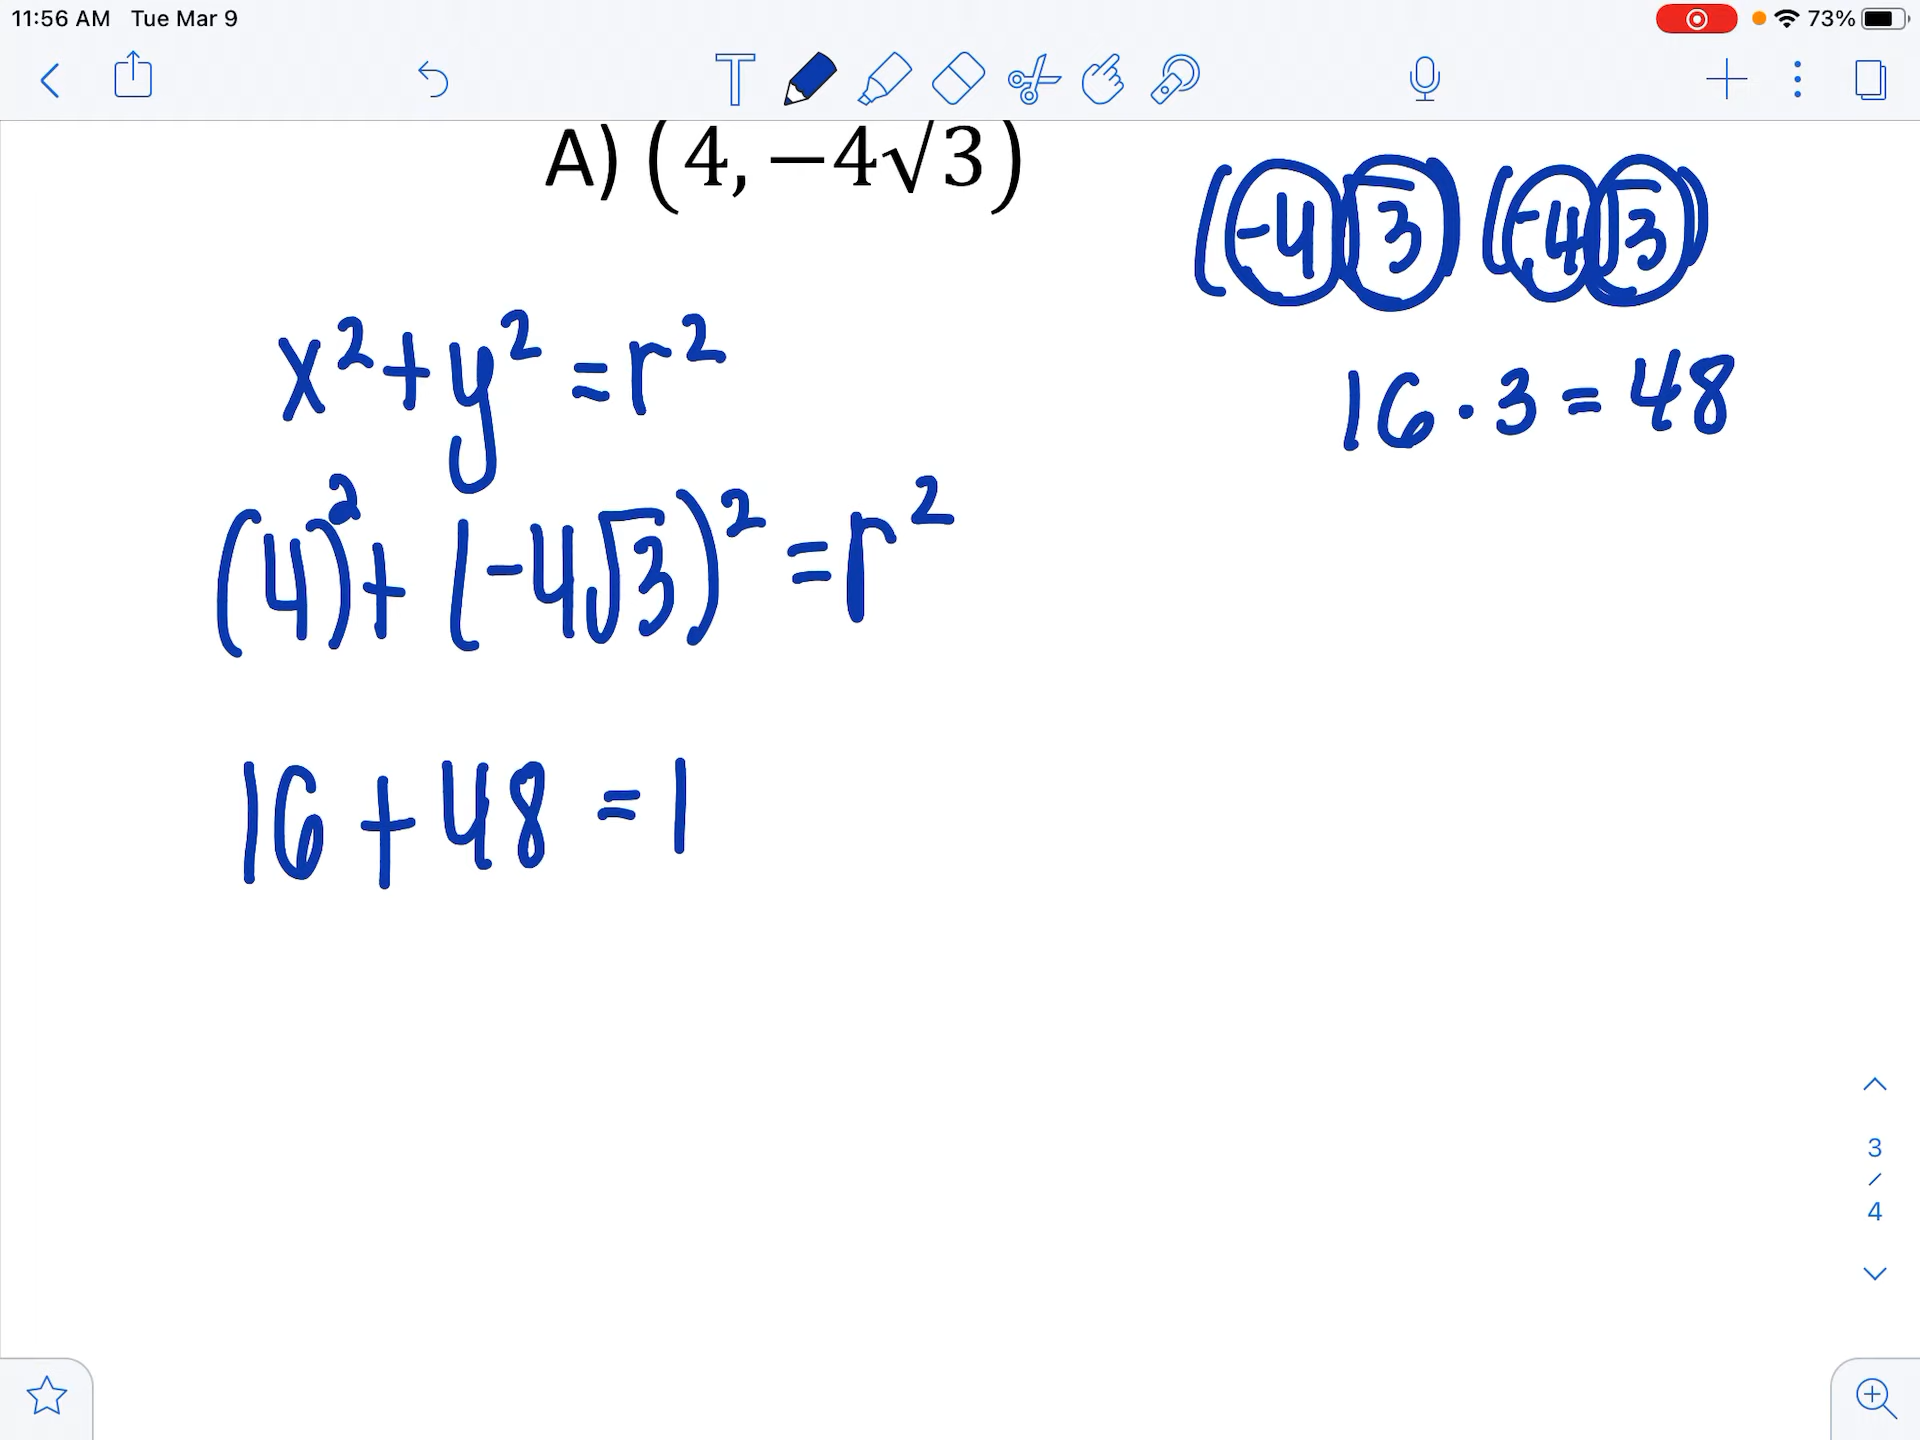 11:56 AM Tue Mar 9 73%
A) (4, −4√3)
(-4√3) (-4√3)
x² + y² = r²
16 · 3 = 48
(4)² + (-4√3)² = r²
16 + 48 = 1
3
/
4